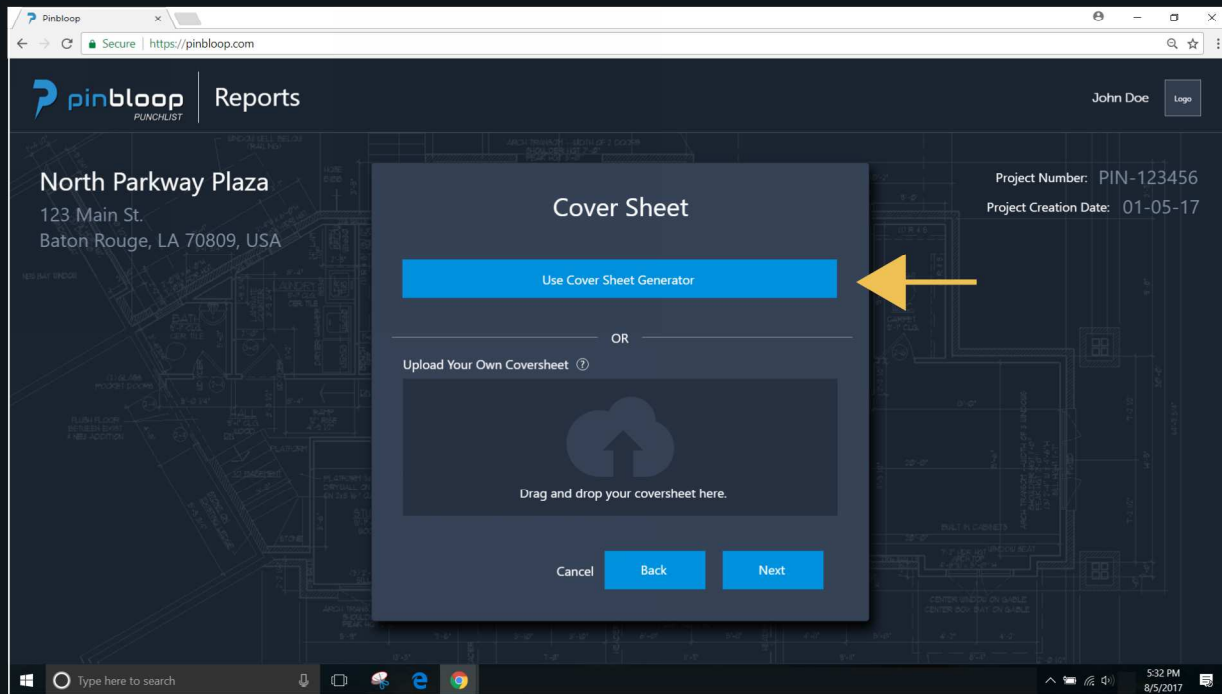 Pinbloop
Secure https://pinbloop.com
pinbloop
PUNCHLIST
Reports
John Doe
Logo
North Parkway Plaza
123 Main St.
Baton Rouge, LA 70809, USA
Project Number: PIN-123456
Project Creation Date: 01-05-17
Cover Sheet
Use Cover Sheet Generator
OR
Upload Your Own Coversheet ?
Drag and drop your coversheet here.
Cancel
Back
Next
Type here to search
5:32 PM
8/5/2017